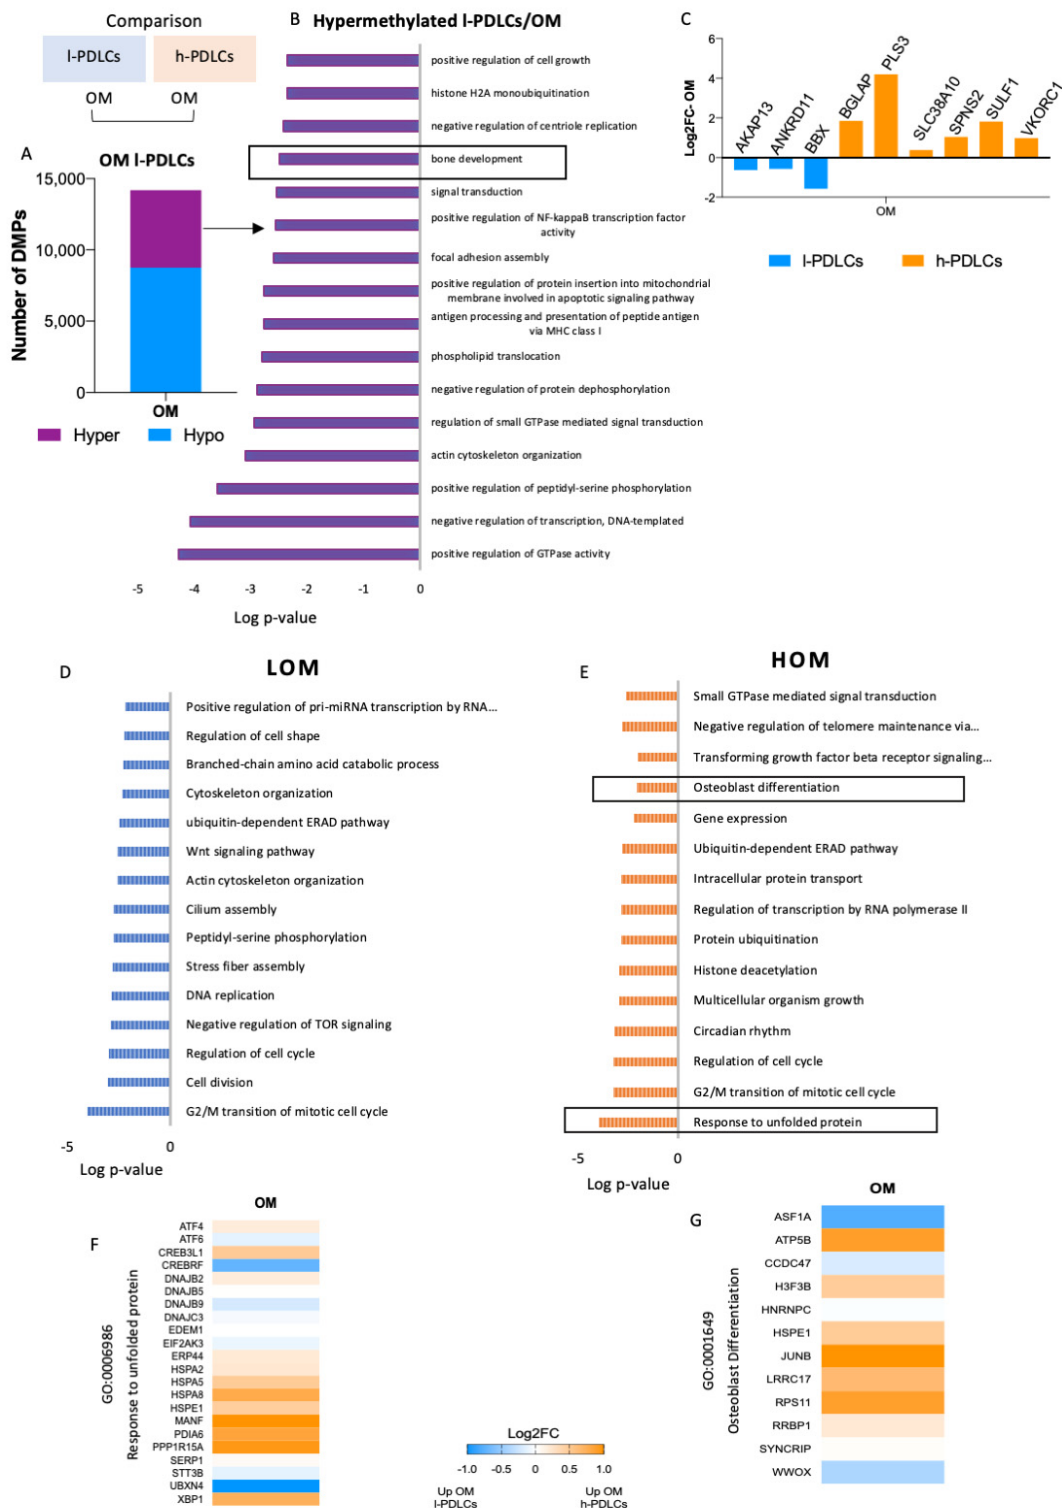 Comparison
l-PDLCs
h-PDLCs
OM
OM
A
OM l-PDLCs
Number of DMPs
15,000
10,000
5,000
0
OM
Hyper
Hypo
B
Hypermethylated l-PDLCs/OM
positive regulation of cell growth
histone H2A monoubiquitination
negative regulation of centriole replication
bone development
signal transduction
positive regulation of NF-kappaB transcription factor
activity
focal adhesion assembly
positive regulation of protein insertion into mitochondrial
membrane involved in apoptotic signaling pathway
antigen processing and presentation of peptide antigen
via MHC class I
phospholipid translocation
negative regulation of protein dephosphorylation
regulation of small GTPase mediated signal transduction
actin cytoskeleton organization
positive regulation of peptidyl-serine phosphorylation
negative regulation of transcription, DNA-templated
positive regulation of GTPase activity
-5
-4
-3
-2
-1
0
Log p-value
C
Log2FC- OM
6
4
2
0
-2
AKAP13
ANKRD11
BBX
BGLAP
PLS3
SLC38A10
SPNS2
SULF1
VKORC1
OM
l-PDLCs
h-PDLCs
D
LOM
Positive regulation of pri-miRNA transcription by RNA...
Regulation of cell shape
Branched-chain amino acid catabolic process
Cytoskeleton organization
ubiquitin-dependent ERAD pathway
Wnt signaling pathway
Actin cytoskeleton organization
Cilium assembly
Peptidyl-serine phosphorylation
Stress fiber assembly
DNA replication
Negative regulation of TOR signaling
Regulation of cell cycle
Cell division
G2/M transition of mitotic cell cycle
-5
0
Log p-value
E
HOM
Small GTPase mediated signal transduction
Negative regulation of telomere maintenance via...
Transforming growth factor beta receptor signaling...
Osteoblast differentiation
Gene expression
Ubiquitin-dependent ERAD pathway
Intracellular protein transport
Regulation of transcription by RNA polymerase II
Protein ubiquitination
Histone deacetylation
Multicellular organism growth
Circadian rhythm
Regulation of cell cycle
G2/M transition of mitotic cell cycle
Response to unfolded protein
-5
0
Log p-value
F
OM
GO:0006986
Response to unfolded protein
ATF4
ATF6
CREB3L1
CREBRF
DNAJB2
DNAJB5
DNAJB9
DNAJC3
EDEM1
EIF2AK3
ERP44
HSPA2
HSPA5
HSPA8
HSPE1
MANF
PDIA6
PPP1R15A
SERP1
STT3B
UBXN4
XBP1
Log2FC
-1.0
-0.5
0
0.5
1.0
Up OM
l-PDLCs
Up OM
h-PDLCs
G
OM
GO:0001649
Osteoblast Differentiation
ASF1A
ATP5B
CCDC47
H3F3B
HNRNPC
HSPE1
JUNB
LRRC17
RPS11
RRBP1
SYNCRIP
WWOX